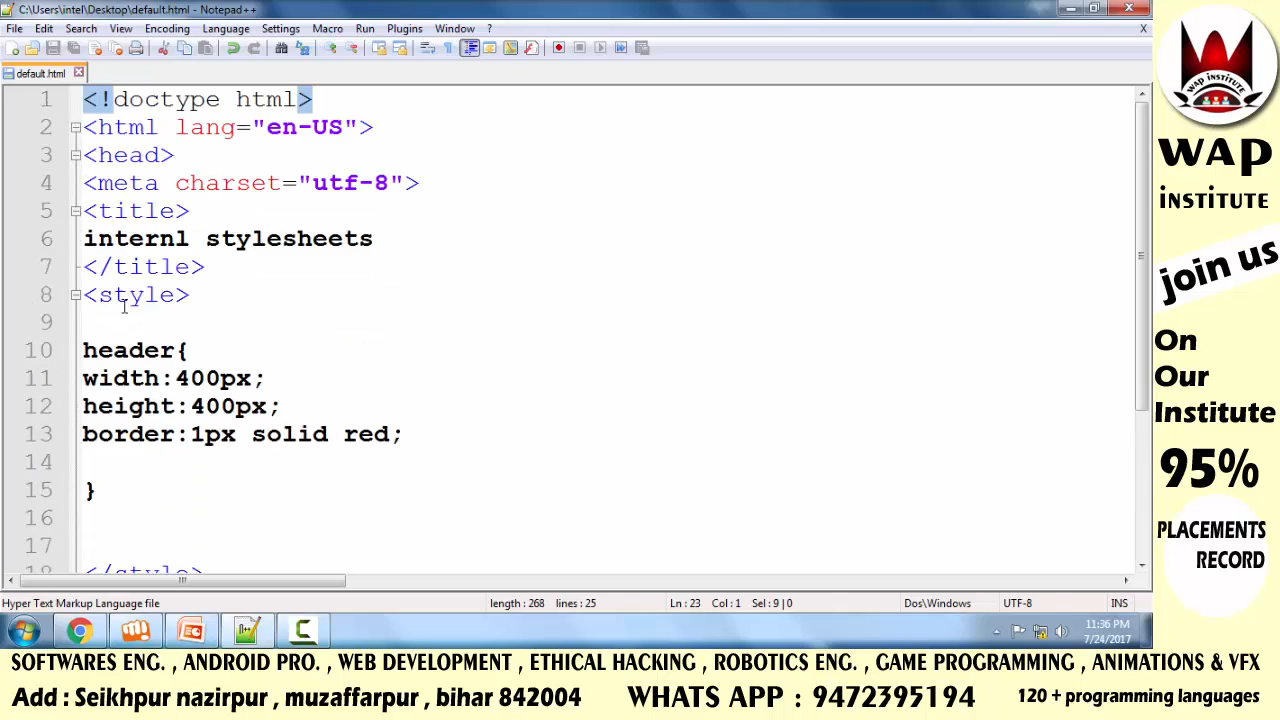 C:\Users\intel\Desktop\default.html - Notepad++
File Edit Search View Encoding Language Settings Macro Run Plugins Window ? X
default.html
1 <!doctype html>
2 <html lang="en-US">
3 <head>
4 <meta charset="utf-8">
5 <title>
6 internl stylesheets
7 </title>
8 <style>
9
10 header{
11 width:400px;
12 height:400px;
13 border:1px solid red;
14
15 }
16
17
18 </style>
Hyper Text Markup Language file length : 268 lines : 25 Ln : 23 Col : 1 Sel : 9 | 0 Dos\Windows UTF-8 INS
11:36 PM
7/24/2017
WAP INSTITUTE
WAP
INSTITUTE
join us
On
Our
Institute
95%
PLACEMENTS
RECORD
SOFTWARES ENG. , ANDROID PRO. , WEB DEVELOPMENT , ETHICAL HACKING , ROBOTICS ENG. , GAME PROGRAMMING , ANIMATIONS & VFX
Add : Seikhpur nazirpur , muzaffarpur , bihar 842004 WHATS APP : 9472395194 120 + programming languages